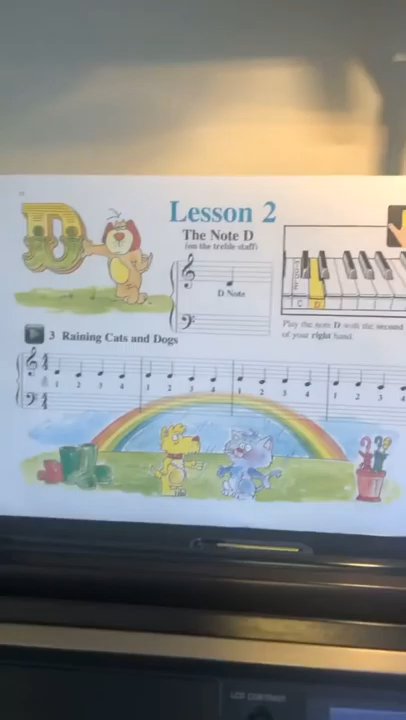 D
Lesson 2
The Note D
(on the treble staff)
D Note
C D
Play the note D with the second
of your right hand.
3 Raining Cats and Dogs
1 2 3 4 1 2 3 4 1 2 3 4 1 2 3 4
LCD CONTRAST